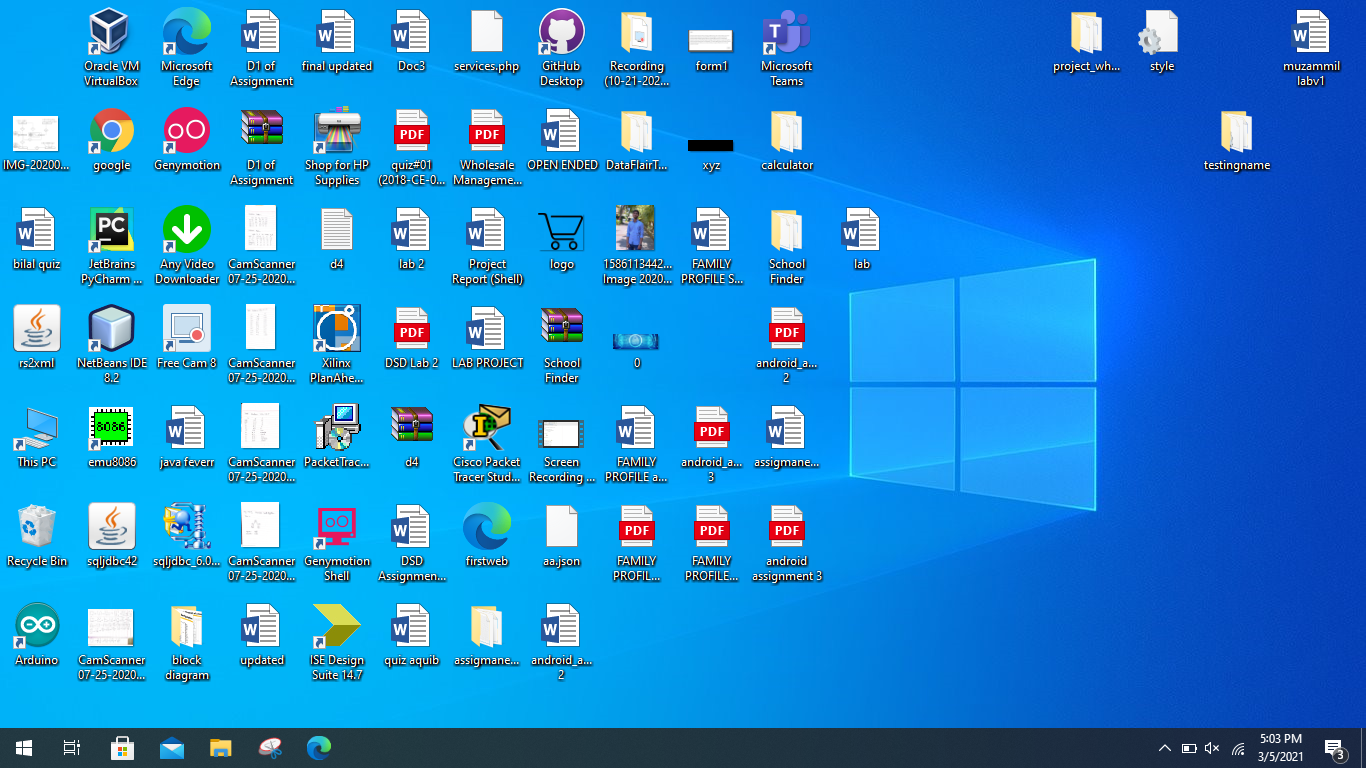 Oracle VM
VirtualBox
Microsoft
Edge
D1 of
Assignment
final updated
Doc3
services.php
GitHub
Desktop
Recording
(10-21-202...
form1
Microsoft
Teams
project_wh...
style
muzammil
labv1
IMG-20200...
google
Genymotion
D1 of
Assignment
Shop for HP
Supplies
PDF
quiz#01
(2018-CE-0...
PDF
Wholesale
Manageme...
OPEN ENDED
DataFlairT...
xyz
calculator
testingname
bilal quiz
PC
JetBrains
PyCharm ...
Any Video
Downloader
CamScanner
07-25-2020...
d4
lab 2
Project
Report (Shell)
logo
1586113442...
Image 2020...
FAMILY
PROFILE S...
School
Finder
lab
rs2xml
NetBeans IDE
8.2
Free Cam 8
CamScanner
07-25-2020...
Xilinx
PlanAhe...
PDF
DSD Lab 2
LAB PROJECT
School
Finder
0
PDF
android_a...
2
This PC
8086
emu8086
java feverr
CamScanner
07-25-2020...
PacketTrac...
d4
Cisco Packet
Tracer Stud...
Screen
Recording ...
FAMILY
PROFILE a...
PDF
android_a...
3
assigmane...
Recycle Bin
sqljdbc42
sqljdbc_6.0...
CamScanner
07-25-2020...
Genymotion
Shell
DSD
Assignmen...
firstweb
aa.json
PDF
FAMILY
PROFIL...
PDF
FAMILY
PROFILE...
PDF
android
assignment 3
Arduino
CamScanner
07-25-2020...
block
diagram
updated
ISE Design
Suite 14.7
quiz aquib
assigmane...
android_a...
2
5:03 PM
3/5/2021
3